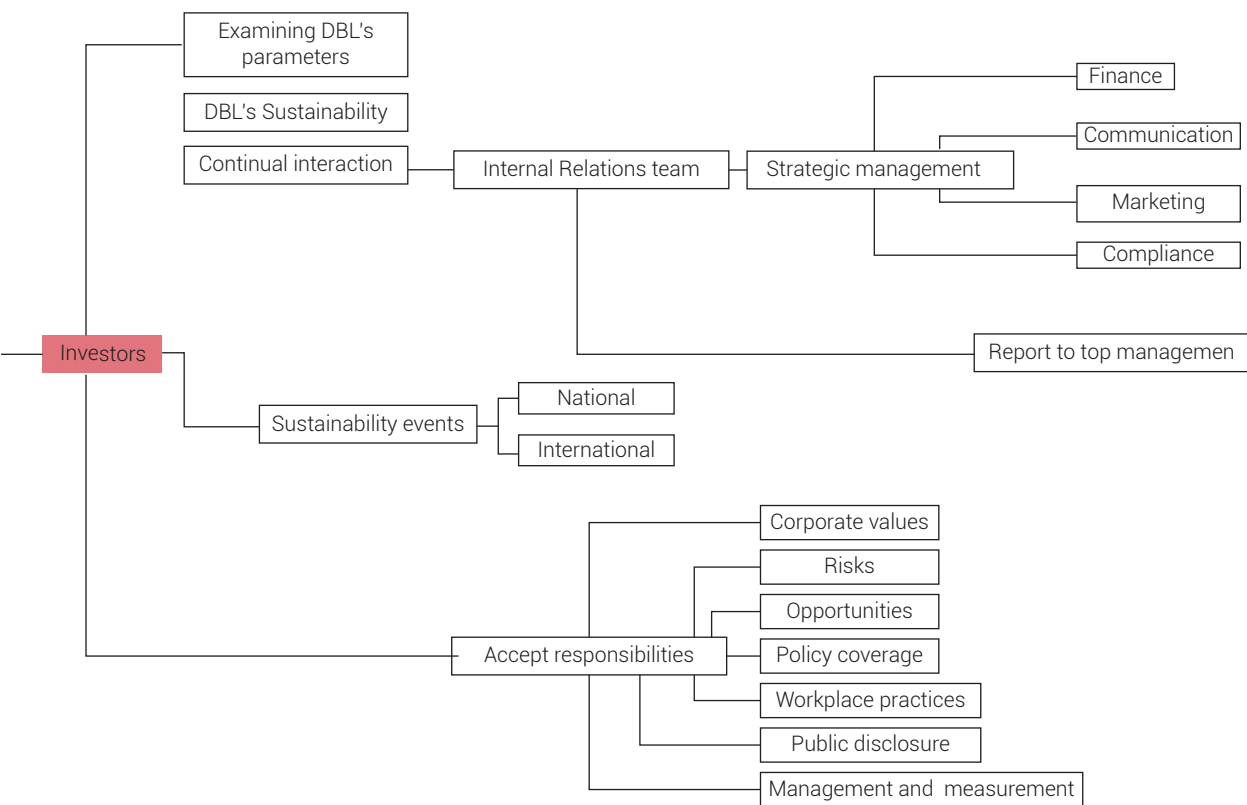 Examining DBL's
parameters
DBL's Sustainability
Continual interaction
Internal Relations team
Strategic management
Finance
Communication
Marketing
Compliance
Report to top managemen
Investors
Sustainability events
National
International
Accept responsibilities
Corporate values
Risks
Opportunities
Policy coverage
Workplace practices
Public disclosure
Management and measurement